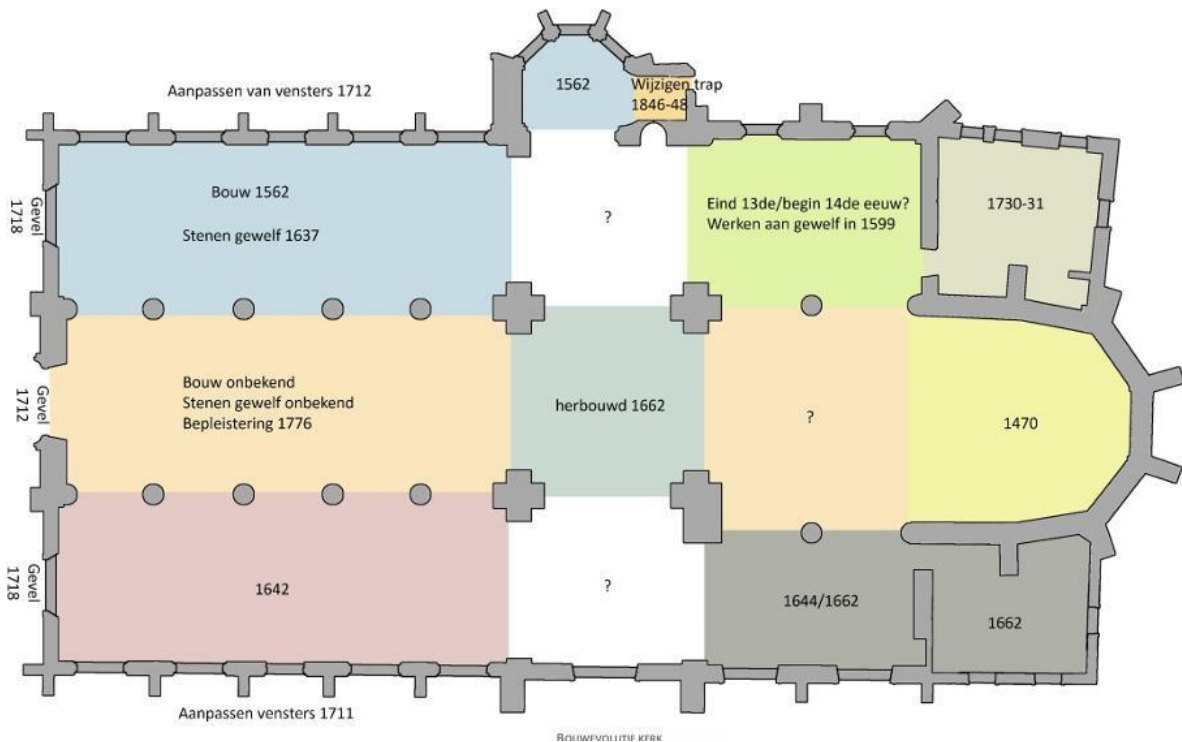 Aanpassen van vensters 1712
1562
Wijzigen trap
1846-48
Gevel
1718
Bouw 1562
Stenen gewelf 1637
?
Eind 13de/begin 14de eeuw?
Werken aan gewelf in 1599
1730-31
Gevel
1712
Bouw onbekend
Stenen gewelf onbekend
Bepleistering 1776
herbouwd 1662
?
1470
Gevel
1718
1642
?
1644/1662
1662
Aanpassen vensters 1711
BOUWEVOLUTIE KERK